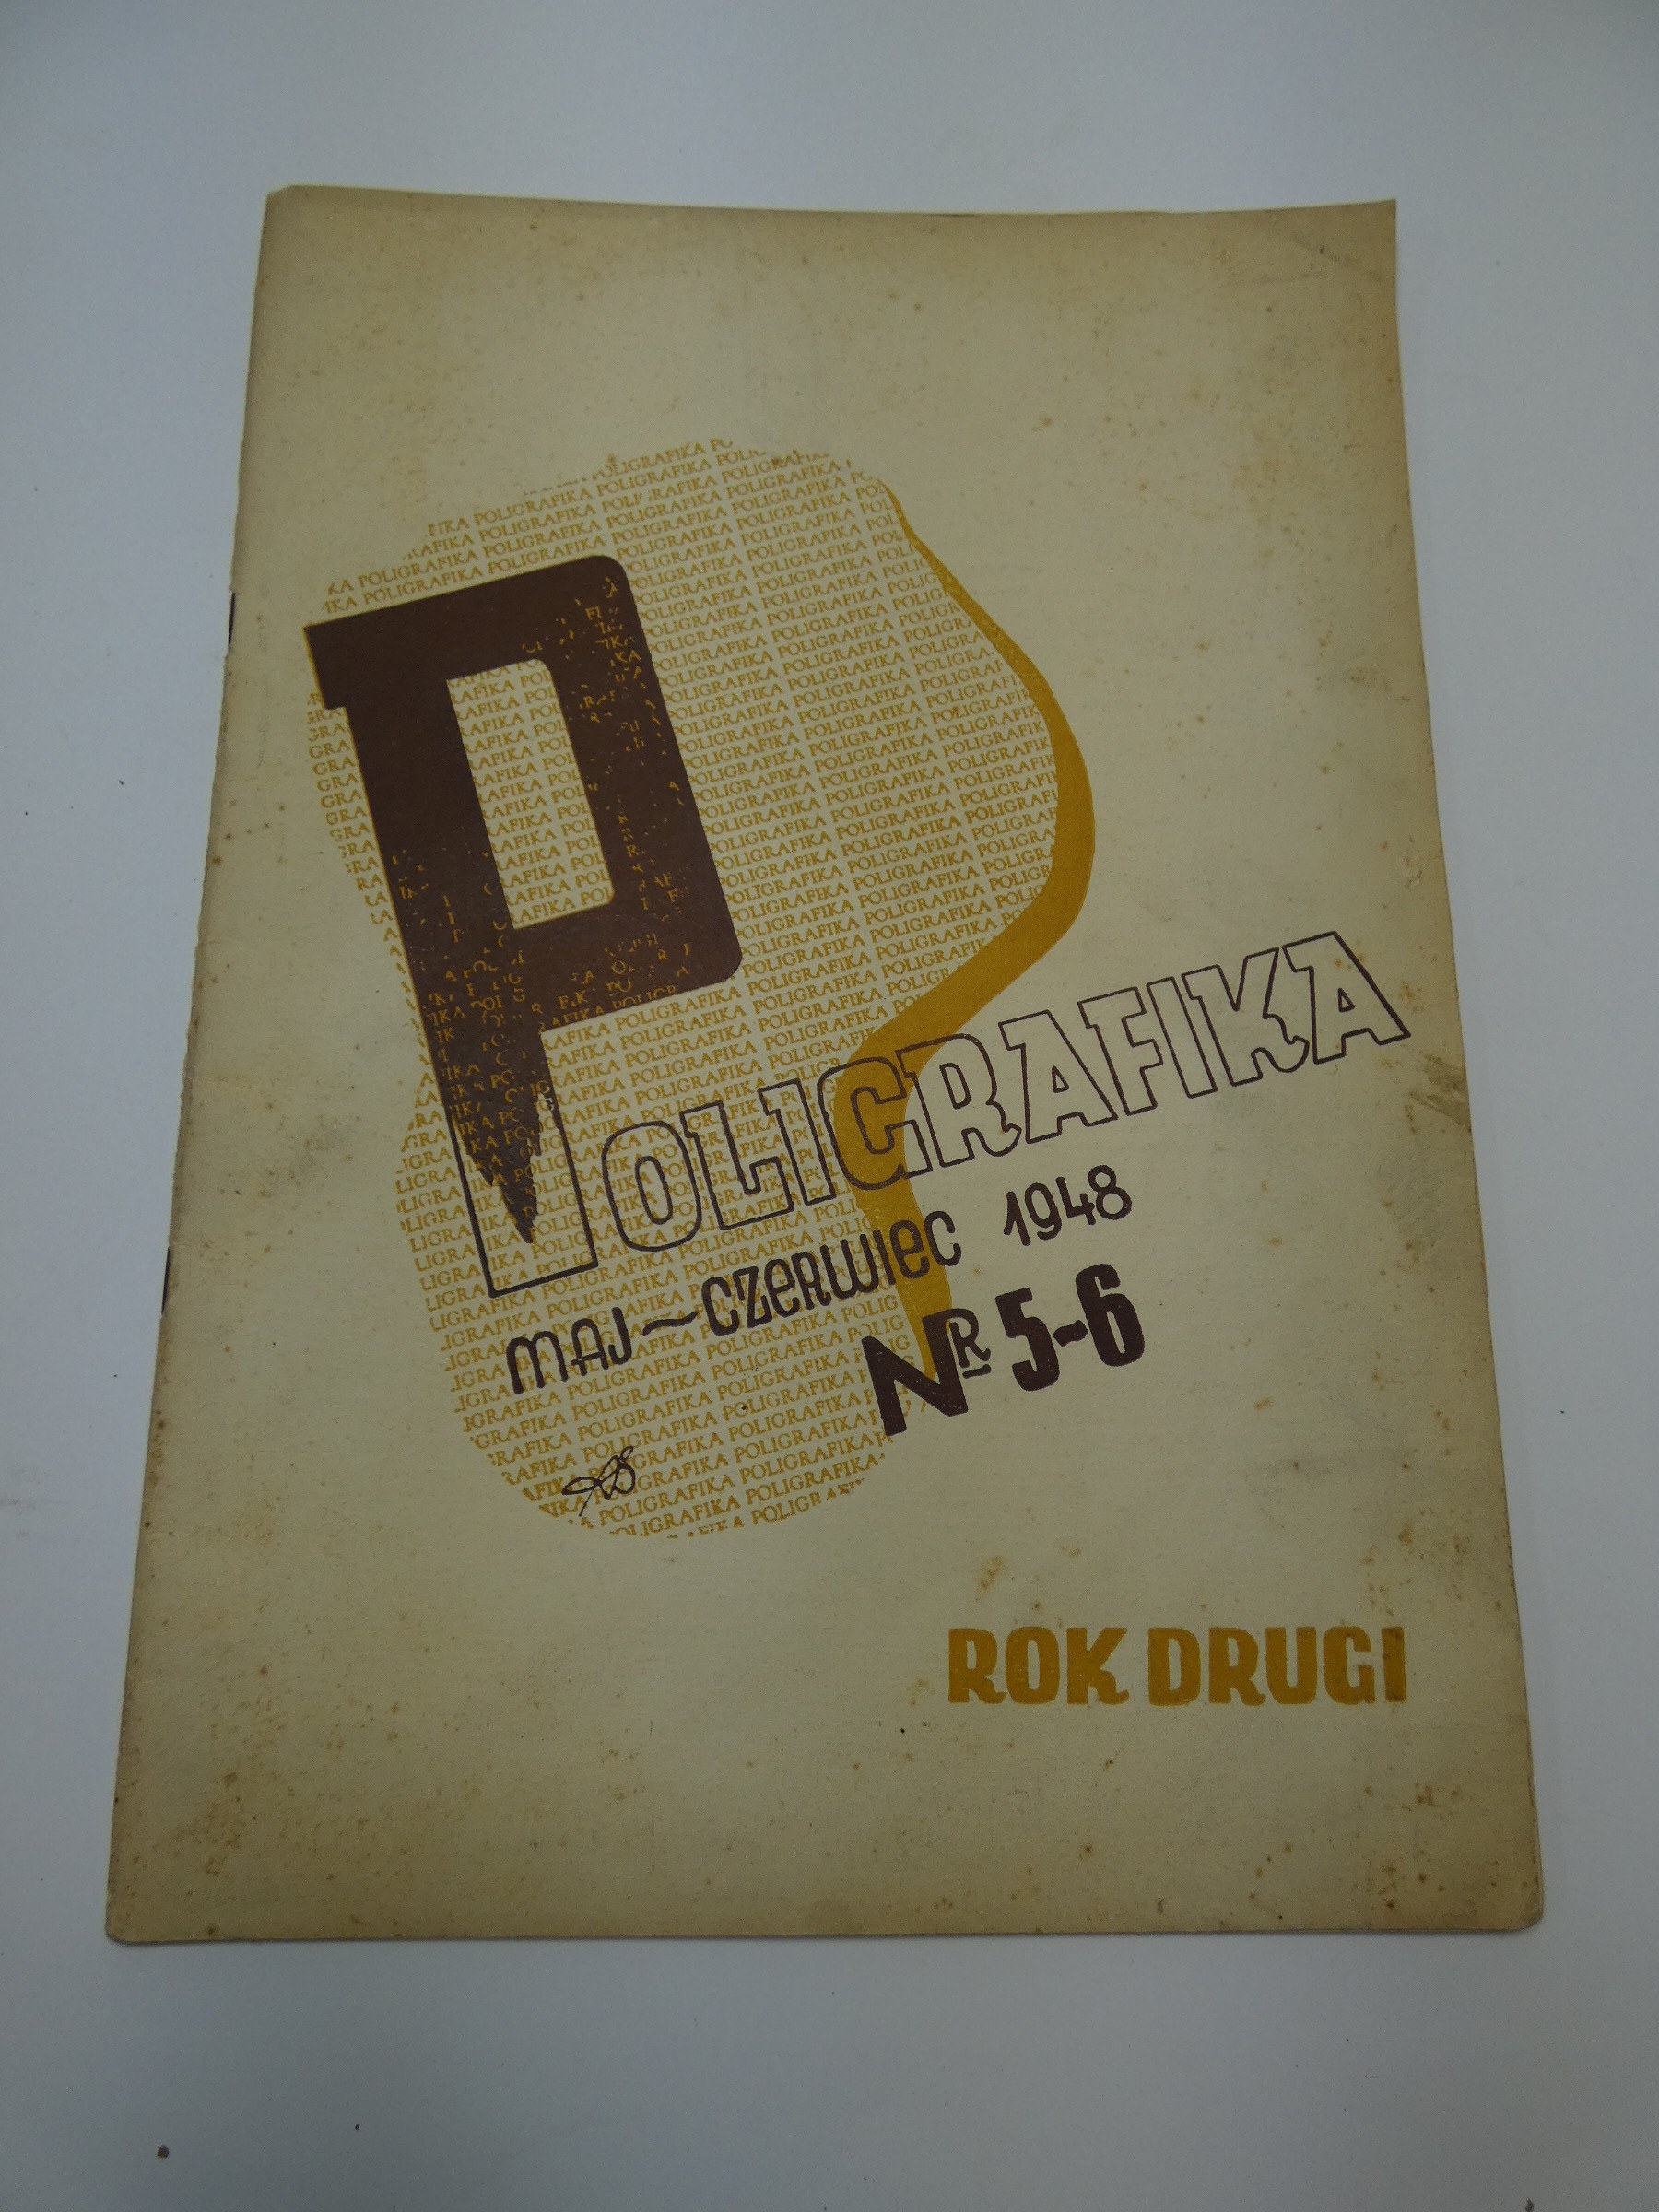 POLIGRAFIKA
MAJ~CZERWIEC 1948
NR 5-6
ROK DRUGI